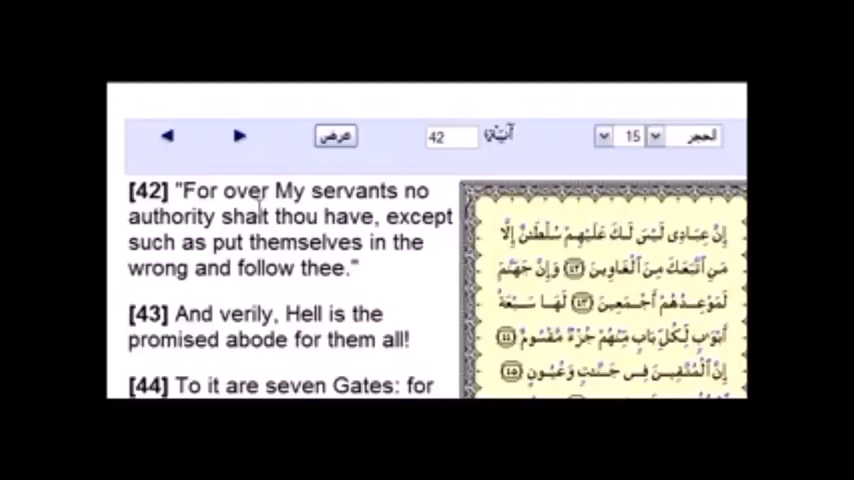 الحجر 15 آية 42 عرض
[42] "For over My servants no
authority shalt thou have, except
such as put themselves in the
wrong and follow thee."
[43] And verily, Hell is the
promised abode for them all!
[44] To it are seven Gates: for
إِنَّ عِبَادِى لَيْسَ لَكَ عَلَيْهِمْ سُلْطَٰنٌ إِلَّا
مَنِ ٱتَّبَعَكَ مِنَ ٱلْغَاوِينَ ٤٢ وَإِنَّ جَهَنَّمَ
لَمَوْعِدُهُمْ أَجْمَعِينَ ٤٣ لَهَا سَبْعَةُ
أَبْوَٰبٍ لِّكُلِّ بَابٍ مِّنْهُمْ جُزْءٌ مَّقْسُومٌ ٤٤
إِنَّ ٱلْمُتَّقِينَ فِى جَنَّٰتٍ وَعُيُونٍ ٤٥